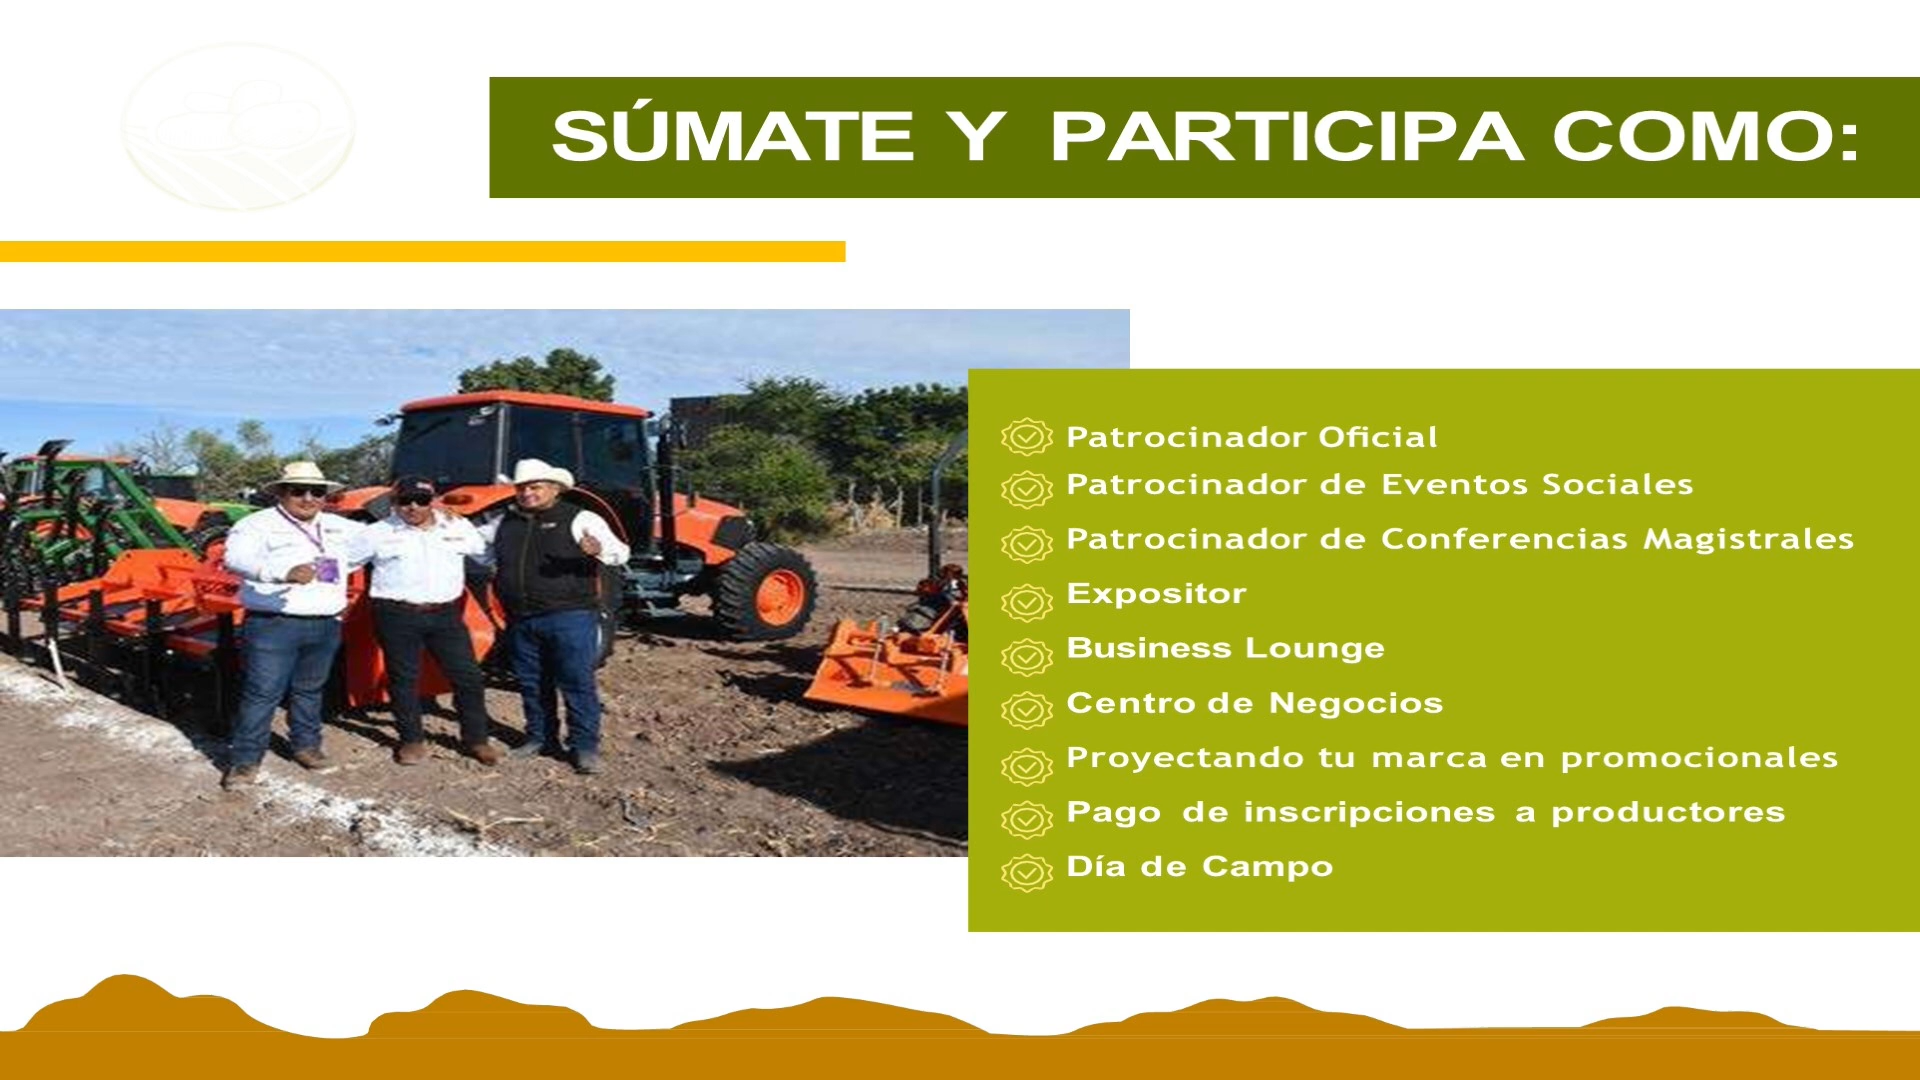 SÚMATE Y PARTICIPA COMO:
Patrocinador Oficial
Patrocinador de Eventos Sociales
Patrocinador de Conferencias Magistrales
Expositor
Business Lounge
Centro de Negocios
Proyectando tu marca en promocionales
Pago de inscripciones a productores
Día de Campo